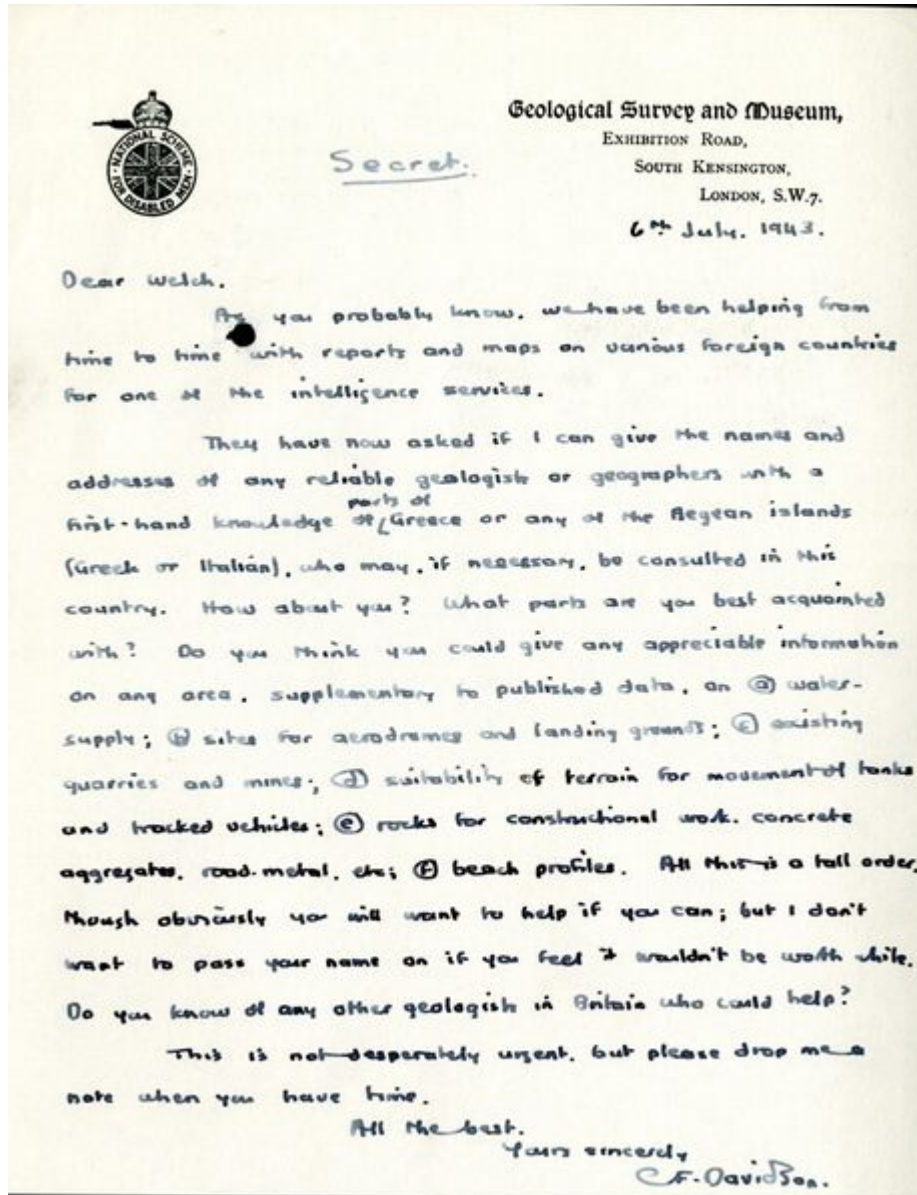 Geological Survey and Museum,
EXHIBITION ROAD,
SOUTH KENSINGTON,
LONDON, S.W.7.
NATIONAL SCHEME
FOR DISABLED MEN
Secret.
6th July. 1943.
Dear Welch.
As you probably know. we have been helping from
time to time with reports and maps on various foreign countries
for one of the intelligence services.
They have now asked if I can give the names and
addresses of any reliable geologists or geographers with a
first-hand knowledge of parts of Greece or any of the Aegean islands
(Greek or Italian), who may, if necessary, be consulted in this
country. How about you? What parts are you best acquainted
with? Do you think you could give any appreciable information
on any area, supplementary to published data, on (a) water-
supply; (b) sites for aerodromes and landing grounds; (c) existing
quarries and mines; (d) suitability of terrain for movement of tanks
and tracked vehicles; (e) rocks for constructional work, concrete
aggregates, road-metal, etc; (f) beach profiles. All this is a tall order,
though obviously you will want to help if you can; but I don't
want to pass your name on if you feel it wouldn't be worth while.
Do you know of any other geologists in Britain who could help?
This is not desperately urgent. but please drop me a
note when you have time.
All the best.
Yours sincerely
CF. Davidson.